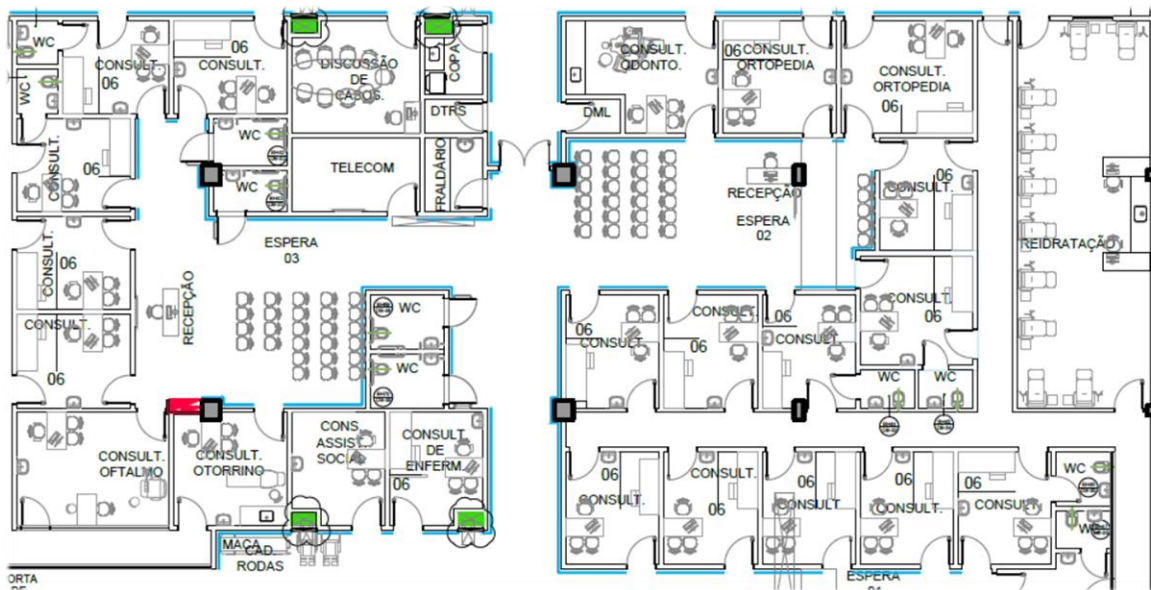 WC
CONSULT.
06
CONSULT.
DISCUSSÃO
DE
CASOS.
COPA
CONSULT.
ODONTO.
06
CONSULT.
ORTOPEDIA
CONSULT.
ORTOPEDIA
06
WC
CONSULT.
06
WC
DTRS
DML
TELECOM
FRALDÁRIO
WC
RECEPÇÃO
ESPERA
02
06
CONSULT.
REIDRATAÇÃO
ESPERA
03
CONSULT.
06
RECEPÇÃO
CONSULT.
06
WC
WC
06
CONSULT.
CONSULT.
06
06
CONSULT.
CONSULT.
06
WC
WC
CONSULT.
OFTALMO
CONSULT.
OTORRINO
CONS.
ASSIST.
SOCIAL
CONSULT.
DE
ENFERM.
06
06
CONSULT.
CONSULT.
06
06
CONSULT.
06
CONSULT.
06
CONSULT.
WC
WC
MACA
CAD.
RODAS
ESPERA